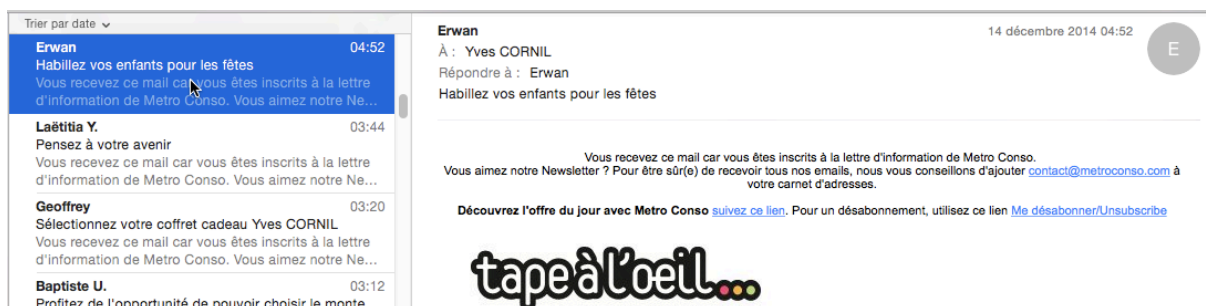 Trier par date
Erwan 04:52
Habillez vos enfants pour les fêtes
Vous recevez ce mail car vous êtes inscrits à la lettre
d'information de Metro Conso. Vous aimez notre Ne...
Laëtitia Y. 03:44
Pensez à votre avenir
Vous recevez ce mail car vous êtes inscrits à la lettre
d'information de Metro Conso. Vous aimez notre Ne...
Geoffrey 03:20
Sélectionnez votre coffret cadeau Yves CORNIL
Vous recevez ce mail car vous êtes inscrits à la lettre
d'information de Metro Conso. Vous aimez notre Ne...
Baptiste U. 03:12
Profitez de l'opportunité de pouvoir choisir le monte
Erwan 14 décembre 2014 04:52
E
À : Yves CORNIL
Répondre à : Erwan
Habillez vos enfants pour les fêtes
Vous recevez ce mail car vous êtes inscrits à la lettre d'information de Metro Conso.
Vous aimez notre Newsletter ? Pour être sûr(e) de recevoir tous nos emails, nous vous conseillons d'ajouter contact@metroconso.com à
votre carnet d'adresses.
Découvrez l'offre du jour avec Metro Conso suivez ce lien. Pour un désabonnement, utilisez ce lien Me désabonner/Unsubscribe
tape à l'oeil...